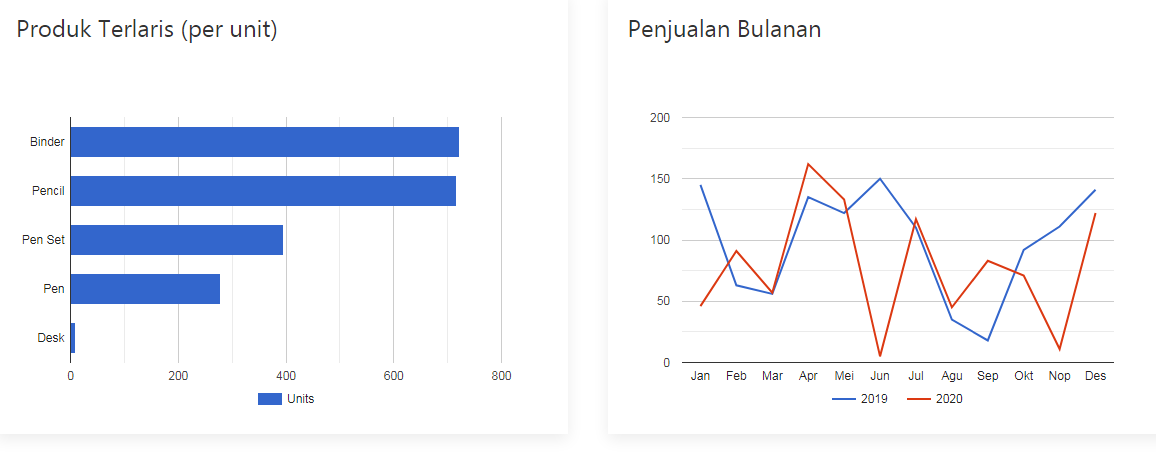 Produk Terlaris (per unit)
Binder
Pencil
Pen Set
Pen
Desk
0 200 400 600 800
Units
Penjualan Bulanan
200
150
100
50
0
Jan Feb Mar Apr Mei Jun Jul Agu Sep Okt Nop Des
2019 2020